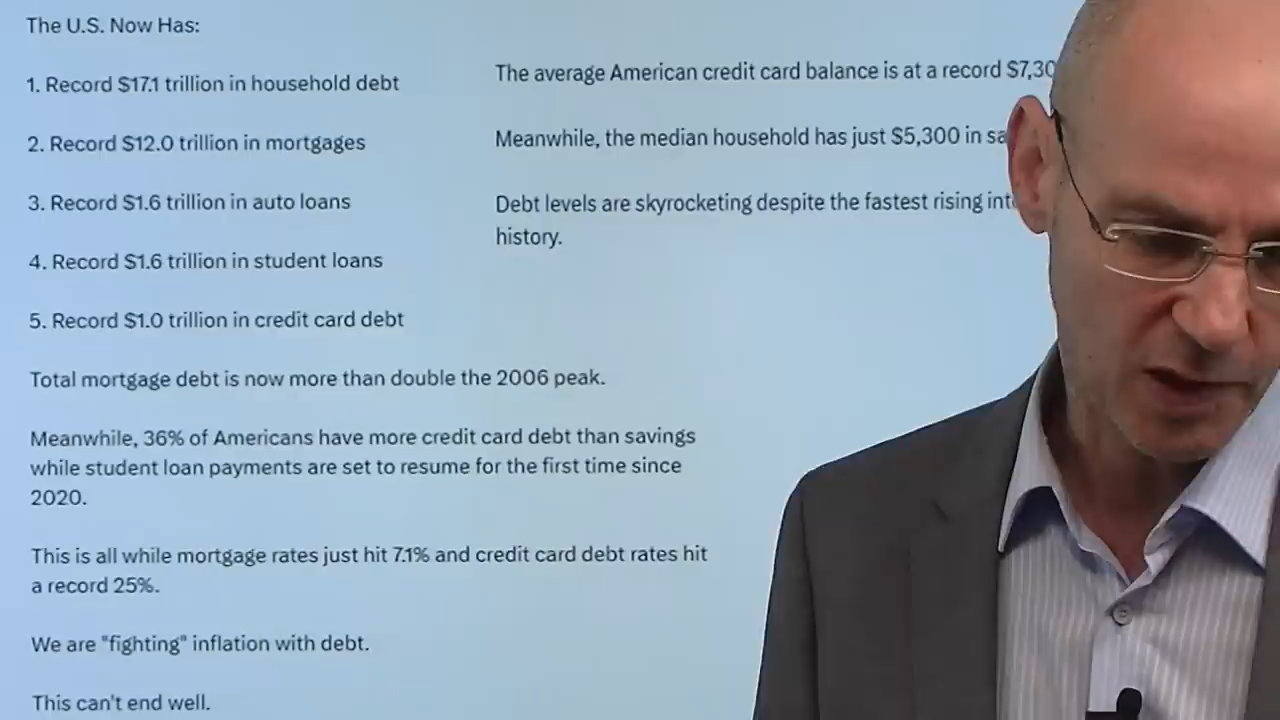 The U.S. Now Has:
1. Record $17.1 trillion in household debt
2. Record $12.0 trillion in mortgages
3. Record $1.6 trillion in auto loans
4. Record $1.6 trillion in student loans
5. Record $1.0 trillion in credit card debt
Total mortgage debt is now more than double the 2006 peak.
Meanwhile, 36% of Americans have more credit card debt than savings
while student loan payments are set to resume for the first time since
2020.
This is all while mortgage rates just hit 7.1% and credit card debt rates hit
a record 25%.
We are "fighting" inflation with debt.
This can't end well.
The average American credit card balance is at a record
Meanwhile, the median household has just $5,300 in
Debt levels are skyrocketing despite the fastest rising
history.